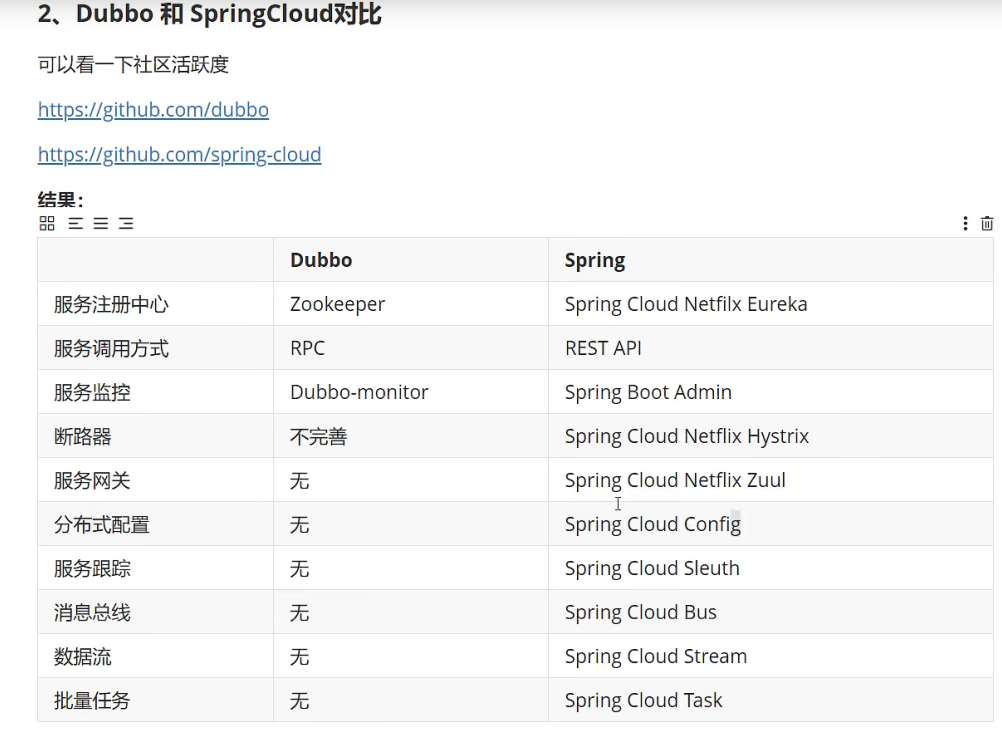 2、Dubbo 和 SpringCloud对比
可以看一下社区活跃度
https://github.com/dubbo
https://github.com/spring-cloud
结果：
Dubbo Spring
服务注册中心 Zookeeper Spring Cloud Netfilx Eureka
服务调用方式 RPC REST API
服务监控 Dubbo-monitor Spring Boot Admin
断路器 不完善 Spring Cloud Netflix Hystrix
服务网关 无 Spring Cloud Netflix Zuul
分布式配置 无 Spring Cloud Config
服务跟踪 无 Spring Cloud Sleuth
消息总线 无 Spring Cloud Bus
数据流 无 Spring Cloud Stream
批量任务 无 Spring Cloud Task